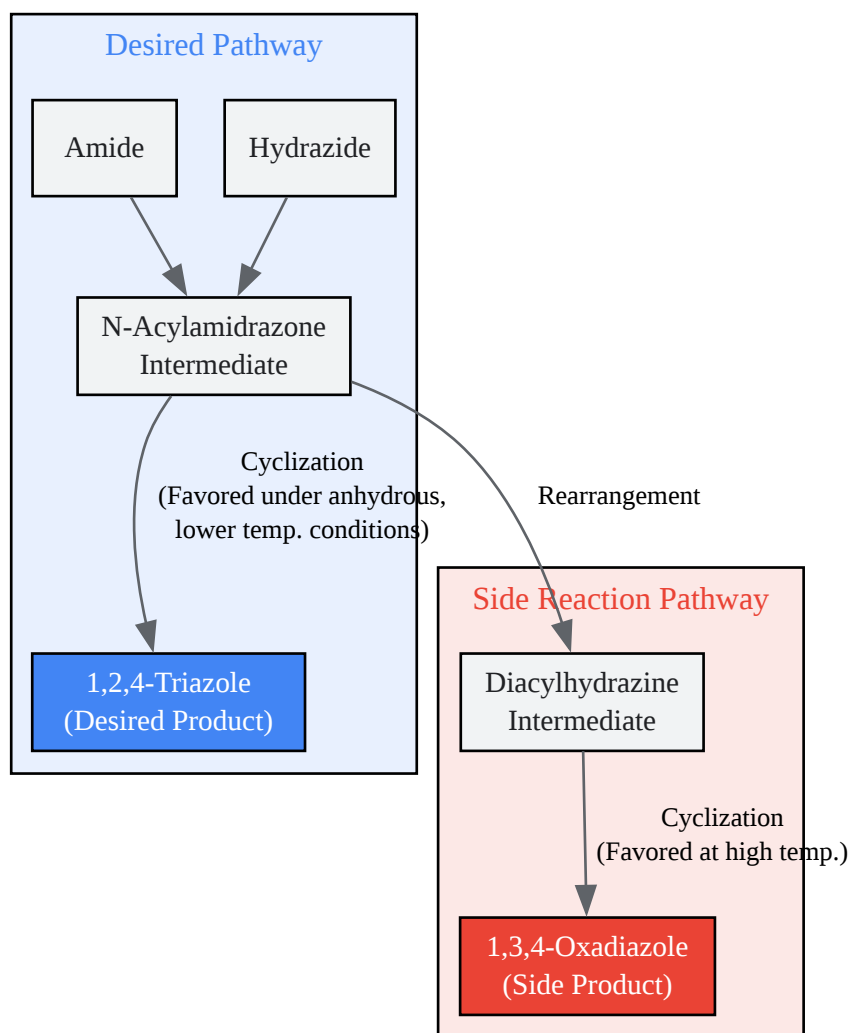 Desired Pathway
Amide
Hydrazide
N-Acylamidrazone
Intermediate
Cyclization
(Favored under anhydrous,
lower temp. conditions)
Rearrangement
1,2,4-Triazole
(Desired Product)
Side Reaction Pathway
Diacylhydrazine
Intermediate
Cyclization
(Favored at high temp.)
1,3,4-Oxadiazole
(Side Product)